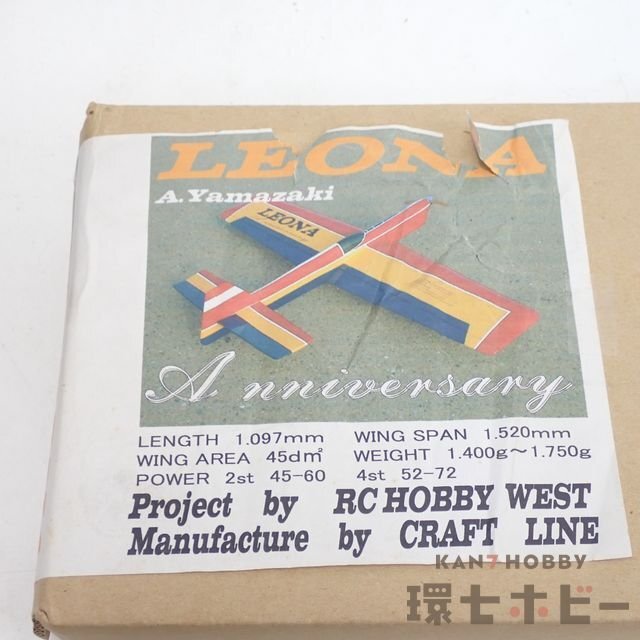 LEONA
A.Yamazaki
LEONA
Anniversary
LENGTH 1.097mm WING SPAN 1.520mm
WING AREA 45d㎡ WEIGHT 1.400g～1.750g
POWER 2st 45-60 4st 52-72
Project by RC HOBBY WEST
Manufacture by CRAFT LINE
KAN7HOBBY
環七ホビー